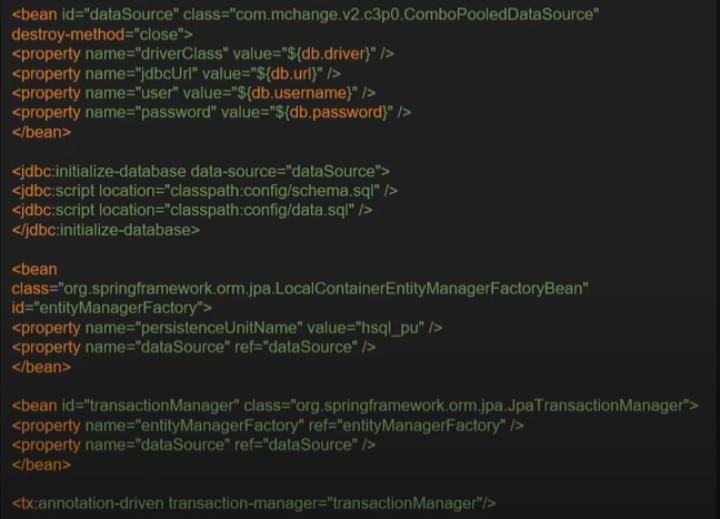 <bean id="dataSource" class="com.mchange.v2.c3p0.ComboPooledDataSource"
destroy-method="close">
<property name="driverClass" value="${db.driver}" />
<property name="jdbcUrl" value="${db.url}" />
<property name="user" value="${db.username}" />
<property name="password" value="${db.password}" />
</bean>
<jdbc:initialize-database data-source="dataSource">
<jdbc:script location="classpath:config/schema.sql" />
<jdbc:script location="classpath:config/data.sql" />
</jdbc:initialize-database>
<bean
class="org.springframework.orm.jpa.LocalContainerEntityManagerFactoryBean"
id="entityManagerFactory">
<property name="persistenceUnitName" value="hsql_pu" />
<property name="dataSource" ref="dataSource" />
</bean>
<bean id="transactionManager" class="org.springframework.orm.jpa.JpaTransactionManager">
<property name="entityManagerFactory" ref="entityManagerFactory" />
<property name="dataSource" ref="dataSource" />
</bean>
<tx:annotation-driven transaction-manager="transactionManager"/>